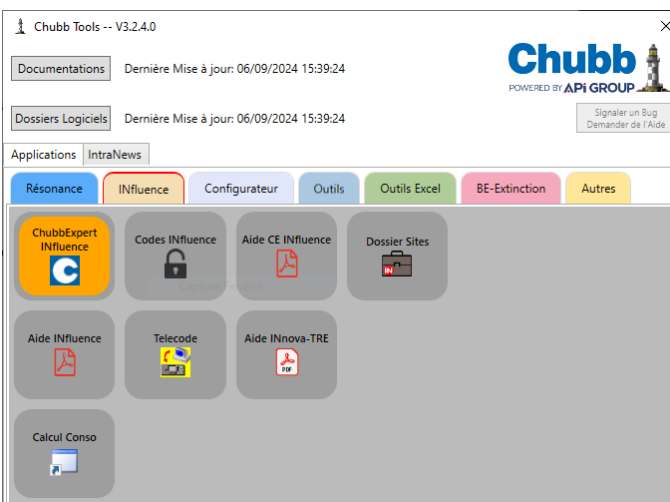 Chubb Tools -- V3.2.4.0
Documentations
Dernière Mise à jour: 06/09/2024 15:39:24
Chubb
POWERED BY APi GROUP
Dossiers Logiciels
Dernière Mise à jour: 06/09/2024 15:39:24
Signaler un Bug
Demander de l'Aide
Applications
IntraNews
Résonance
INfluence
Configurateur
Outils
Outils Excel
BE-Extinction
Autres
ChubbExpert
INfluence
C
Codes INfluence
Aide CE INfluence
Dossier Sites
IN
Capture Fenêtre
Aide INfluence
Telecode
Aide INnova-TRE
PDF
Calcul Conso